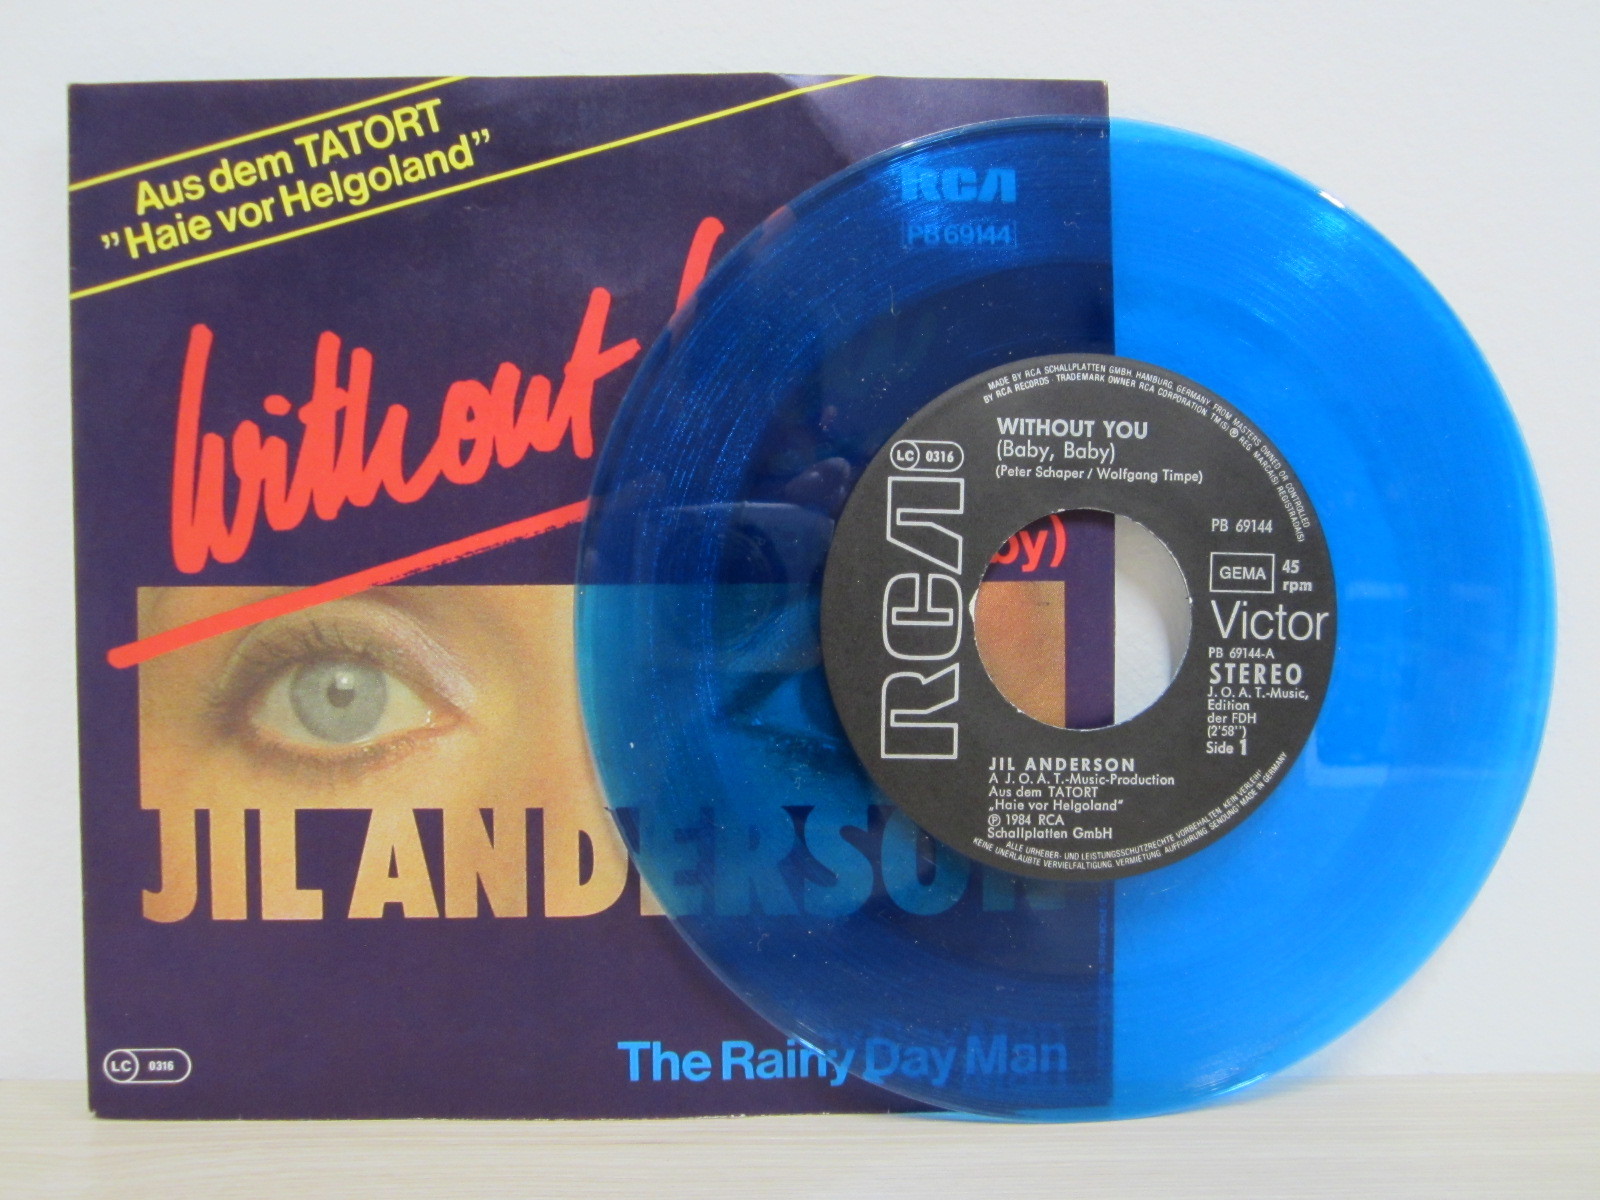 Aus dem TATORT
”Haie vor Helgoland”
RCA
PB 69144
Without
by)
JIL ANDERSON
LC 0316
The Rainy Day Man
MADE BY RCA SCHALLPLATTEN GMBH, HAMBURG, GERMANY, FROM MASTERS OWNED OR CONTROLLED
BY RCA RECORDS · TRADEMARK OWNER RCA CORPORATION. TM(S) ® REG. MARCA(S) REGISTRADA(S)
WITHOUT YOU
(Baby, Baby)
(Peter Schaper / Wolfgang Timpe)
LC 0316
RCA
PB 69144
GEMA 45
rpm
Victor
PB 69144-A
STEREO
J. O. A. T.-Music,
Edition
der FDH
(2'58'')
Side 1
JIL ANDERSON
A J. O. A. T.-Music-Production
Aus dem TATORT
„Haie vor Helgoland“
℗ 1984 RCA
Schallplatten GmbH
ALLE URHEBER- UND LEISTUNGSSCHUTZRECHTE VORBEHALTEN. KEIN VERLEIH!
KEINE UNERLAUBTE VERVIELFÄLTIGUNG, VERMIETUNG, AUFFÜHRUNG, SENDUNG! MADE IN GERMANY